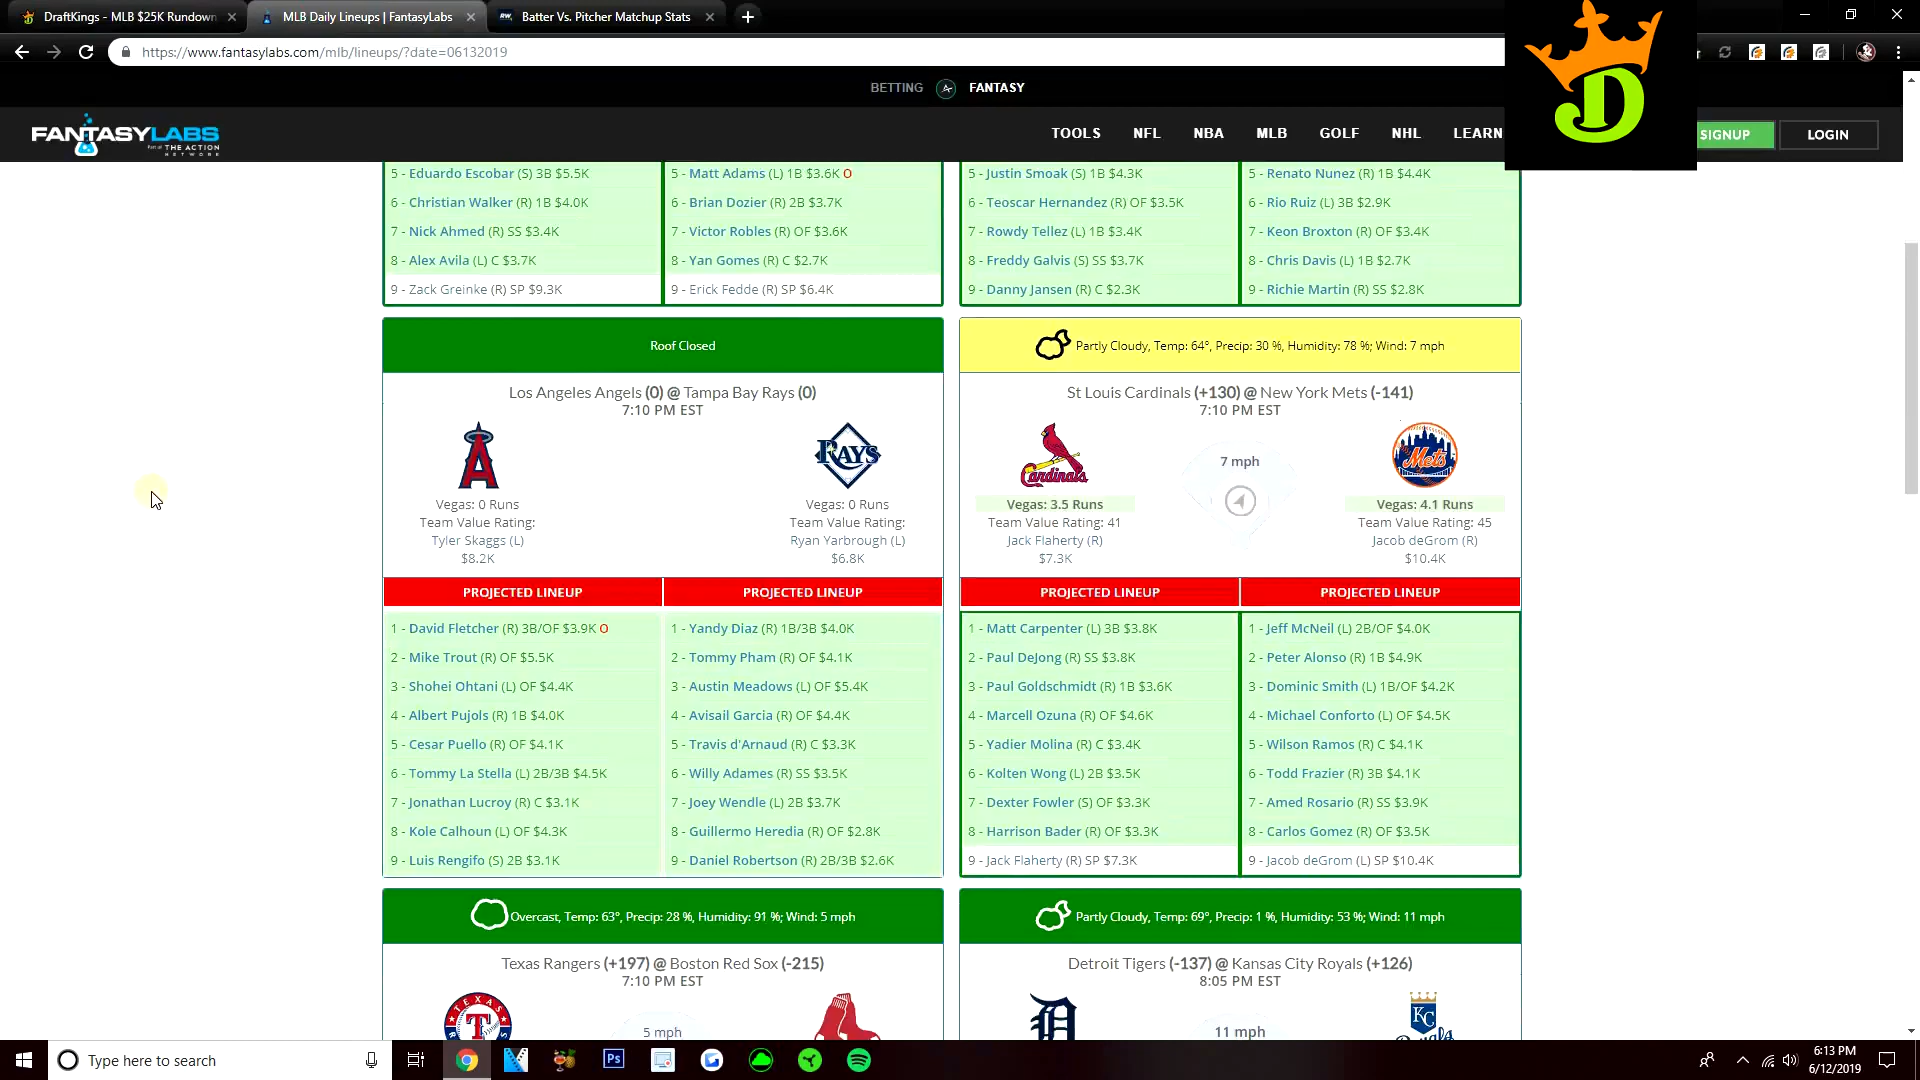 DraftKings - MLB $25K Rundown
MLB Daily Lineups | FantasyLabs
Batter Vs. Pitcher Matchup Stats
https://www.fantasylabs.com/mlb/lineups/?date=06132019
BETTING FANTASY
FANTASYLABS
Part of THE ACTION NETWORK
TOOLS NFL NBA MLB GOLF NHL LEARN SIGNUP LOGIN
D
5 - Eduardo Escobar (S) 3B $5.5K
6 - Christian Walker (R) 1B $4.0K
7 - Nick Ahmed (R) SS $3.4K
8 - Alex Avila (L) C $3.7K
9 - Zack Greinke (R) SP $9.3K
5 - Matt Adams (L) 1B $3.6K O
6 - Brian Dozier (R) 2B $3.7K
7 - Victor Robles (R) OF $3.6K
8 - Yan Gomes (R) C $2.7K
9 - Erick Fedde (R) SP $6.4K
5 - Justin Smoak (S) 1B $4.3K
6 - Teoscar Hernandez (R) OF $3.5K
7 - Rowdy Tellez (L) 1B $3.4K
8 - Freddy Galvis (S) SS $3.7K
9 - Danny Jansen (R) C $2.3K
5 - Renato Nunez (R) 1B $4.4K
6 - Rio Ruiz (L) 3B $2.9K
7 - Keon Broxton (R) OF $3.4K
8 - Chris Davis (L) 1B $2.7K
9 - Richie Martin (R) SS $2.8K
Roof Closed
Los Angeles Angels (0) @ Tampa Bay Rays (0)
7:10 PM EST
A
RAYS
Vegas: 0 Runs
Team Value Rating:
Tyler Skaggs (L)
$8.2K
Vegas: 0 Runs
Team Value Rating:
Ryan Yarbrough (L)
$6.8K
PROJECTED LINEUP
1 - David Fletcher (R) 3B/OF $3.9K O
2 - Mike Trout (R) OF $5.5K
3 - Shohei Ohtani (L) OF $4.4K
4 - Albert Pujols (R) 1B $4.0K
5 - Cesar Puello (R) OF $4.1K
6 - Tommy La Stella (L) 2B/3B $4.5K
7 - Jonathan Lucroy (R) C $3.1K
8 - Kole Calhoun (L) OF $4.3K
9 - Luis Rengifo (S) 2B $3.1K
PROJECTED LINEUP
1 - Yandy Diaz (R) 1B/3B $4.0K
2 - Tommy Pham (R) OF $4.1K
3 - Austin Meadows (L) OF $5.4K
4 - Avisail Garcia (R) OF $4.4K
5 - Travis d'Arnaud (R) C $3.3K
6 - Willy Adames (R) SS $3.5K
7 - Joey Wendle (L) 2B $3.7K
8 - Guillermo Heredia (R) OF $2.8K
9 - Daniel Robertson (R) 2B/3B $2.6K
Partly Cloudy, Temp: 64°, Precip: 30 %, Humidity: 78 %; Wind: 7 mph
St Louis Cardinals (+130) @ New York Mets (-141)
7:10 PM EST
Cardinals
7 mph
Mets
Vegas: 3.5 Runs
Team Value Rating: 41
Jack Flaherty (R)
$7.3K
Vegas: 4.1 Runs
Team Value Rating: 45
Jacob deGrom (R)
$10.4K
PROJECTED LINEUP
1 - Matt Carpenter (L) 3B $3.8K
2 - Paul DeJong (R) SS $3.8K
3 - Paul Goldschmidt (R) 1B $3.6K
4 - Marcell Ozuna (R) OF $4.6K
5 - Yadier Molina (R) C $3.4K
6 - Kolten Wong (L) 2B $3.5K
7 - Dexter Fowler (S) OF $3.3K
8 - Harrison Bader (R) OF $3.3K
9 - Jack Flaherty (R) SP $7.3K
PROJECTED LINEUP
1 - Jeff McNeil (L) 2B/OF $4.0K
2 - Peter Alonso (R) 1B $4.9K
3 - Dominic Smith (L) 1B/OF $4.2K
4 - Michael Conforto (L) OF $4.5K
5 - Wilson Ramos (R) C $4.1K
6 - Todd Frazier (R) 3B $4.1K
7 - Amed Rosario (R) SS $3.9K
8 - Carlos Gomez (R) OF $3.5K
9 - Jacob deGrom (L) SP $10.4K
Overcast, Temp: 63°, Precip: 28 %, Humidity: 91 %; Wind: 5 mph
Texas Rangers (+197) @ Boston Red Sox (-215)
7:10 PM EST
TEXAS
T
5 mph
Partly Cloudy, Temp: 69°, Precip: 1 %, Humidity: 53 %; Wind: 11 mph
Detroit Tigers (-137) @ Kansas City Royals (+126)
8:05 PM EST
D
11 mph
KC
Type here to search
Ps
6:13 PM
6/12/2019